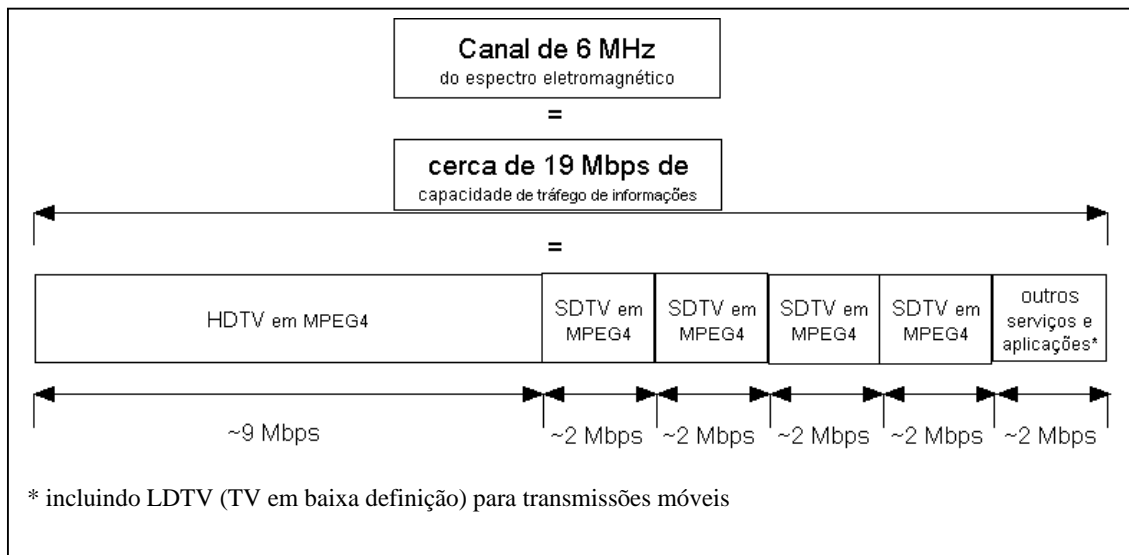 Canal de 6 MHz
do espectro eletromagnético
=
cerca de 19 Mbps de
capacidade de tráfego de informações
=
HDTV em MPEG4
SDTV em
MPEG4
SDTV em
MPEG4
SDTV em
MPEG4
SDTV em
MPEG4
outros
serviços e
aplicações*
~9 Mbps
~2 Mbps
~2 Mbps
~2 Mbps
~2 Mbps
~2 Mbps
* incluindo LDTV (TV em baixa definição) para transmissões móveis